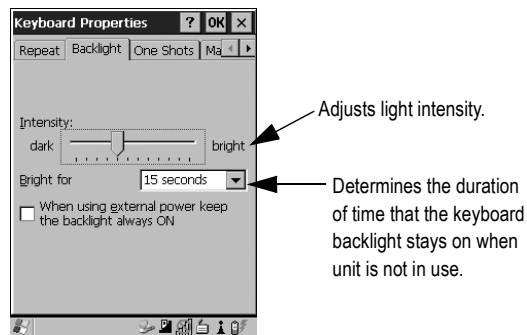 Keyboard Properties ? OK ×
Repeat Backlight One Shots Ma
Intensity:
dark bright
Bright for 15 seconds
When using external power keep
the backlight always ON
Adjusts light intensity.
Determines the duration
of time that the keyboard
backlight stays on when
unit is not in use.